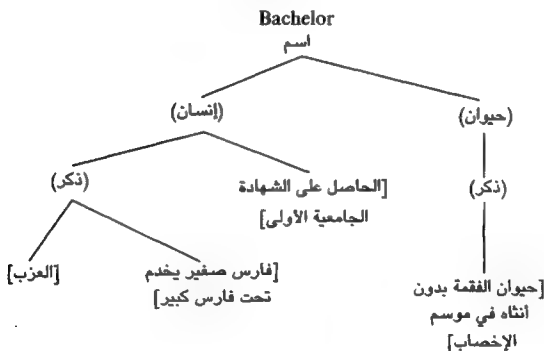 Bachelor
اسم
(إنسان)
(حيوان)
(ذكر)
[الحاصل على الشهادة
الجامعية الأولى]
(ذكر)
[العزب]
[فارس صغير يخدم
تحت فارس كبير]
[حيوان الفقمة بدون
أنثاه في موسم
الإخصاب]